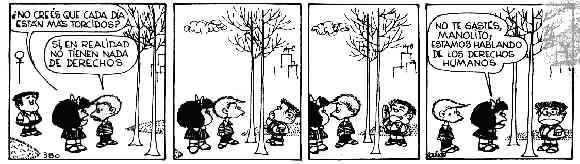 ¿NO CREÉS QUE CADA DÍA
ESTÁN MÁS TORCIDOS?
SÍ, EN REALIDAD
NO TIENEN NADA
DE DERECHOS
380
NO TE GASTÉS,
MANOLITO;
ESTAMOS HABLANDO
DE LOS DERECHOS
HUMANOS